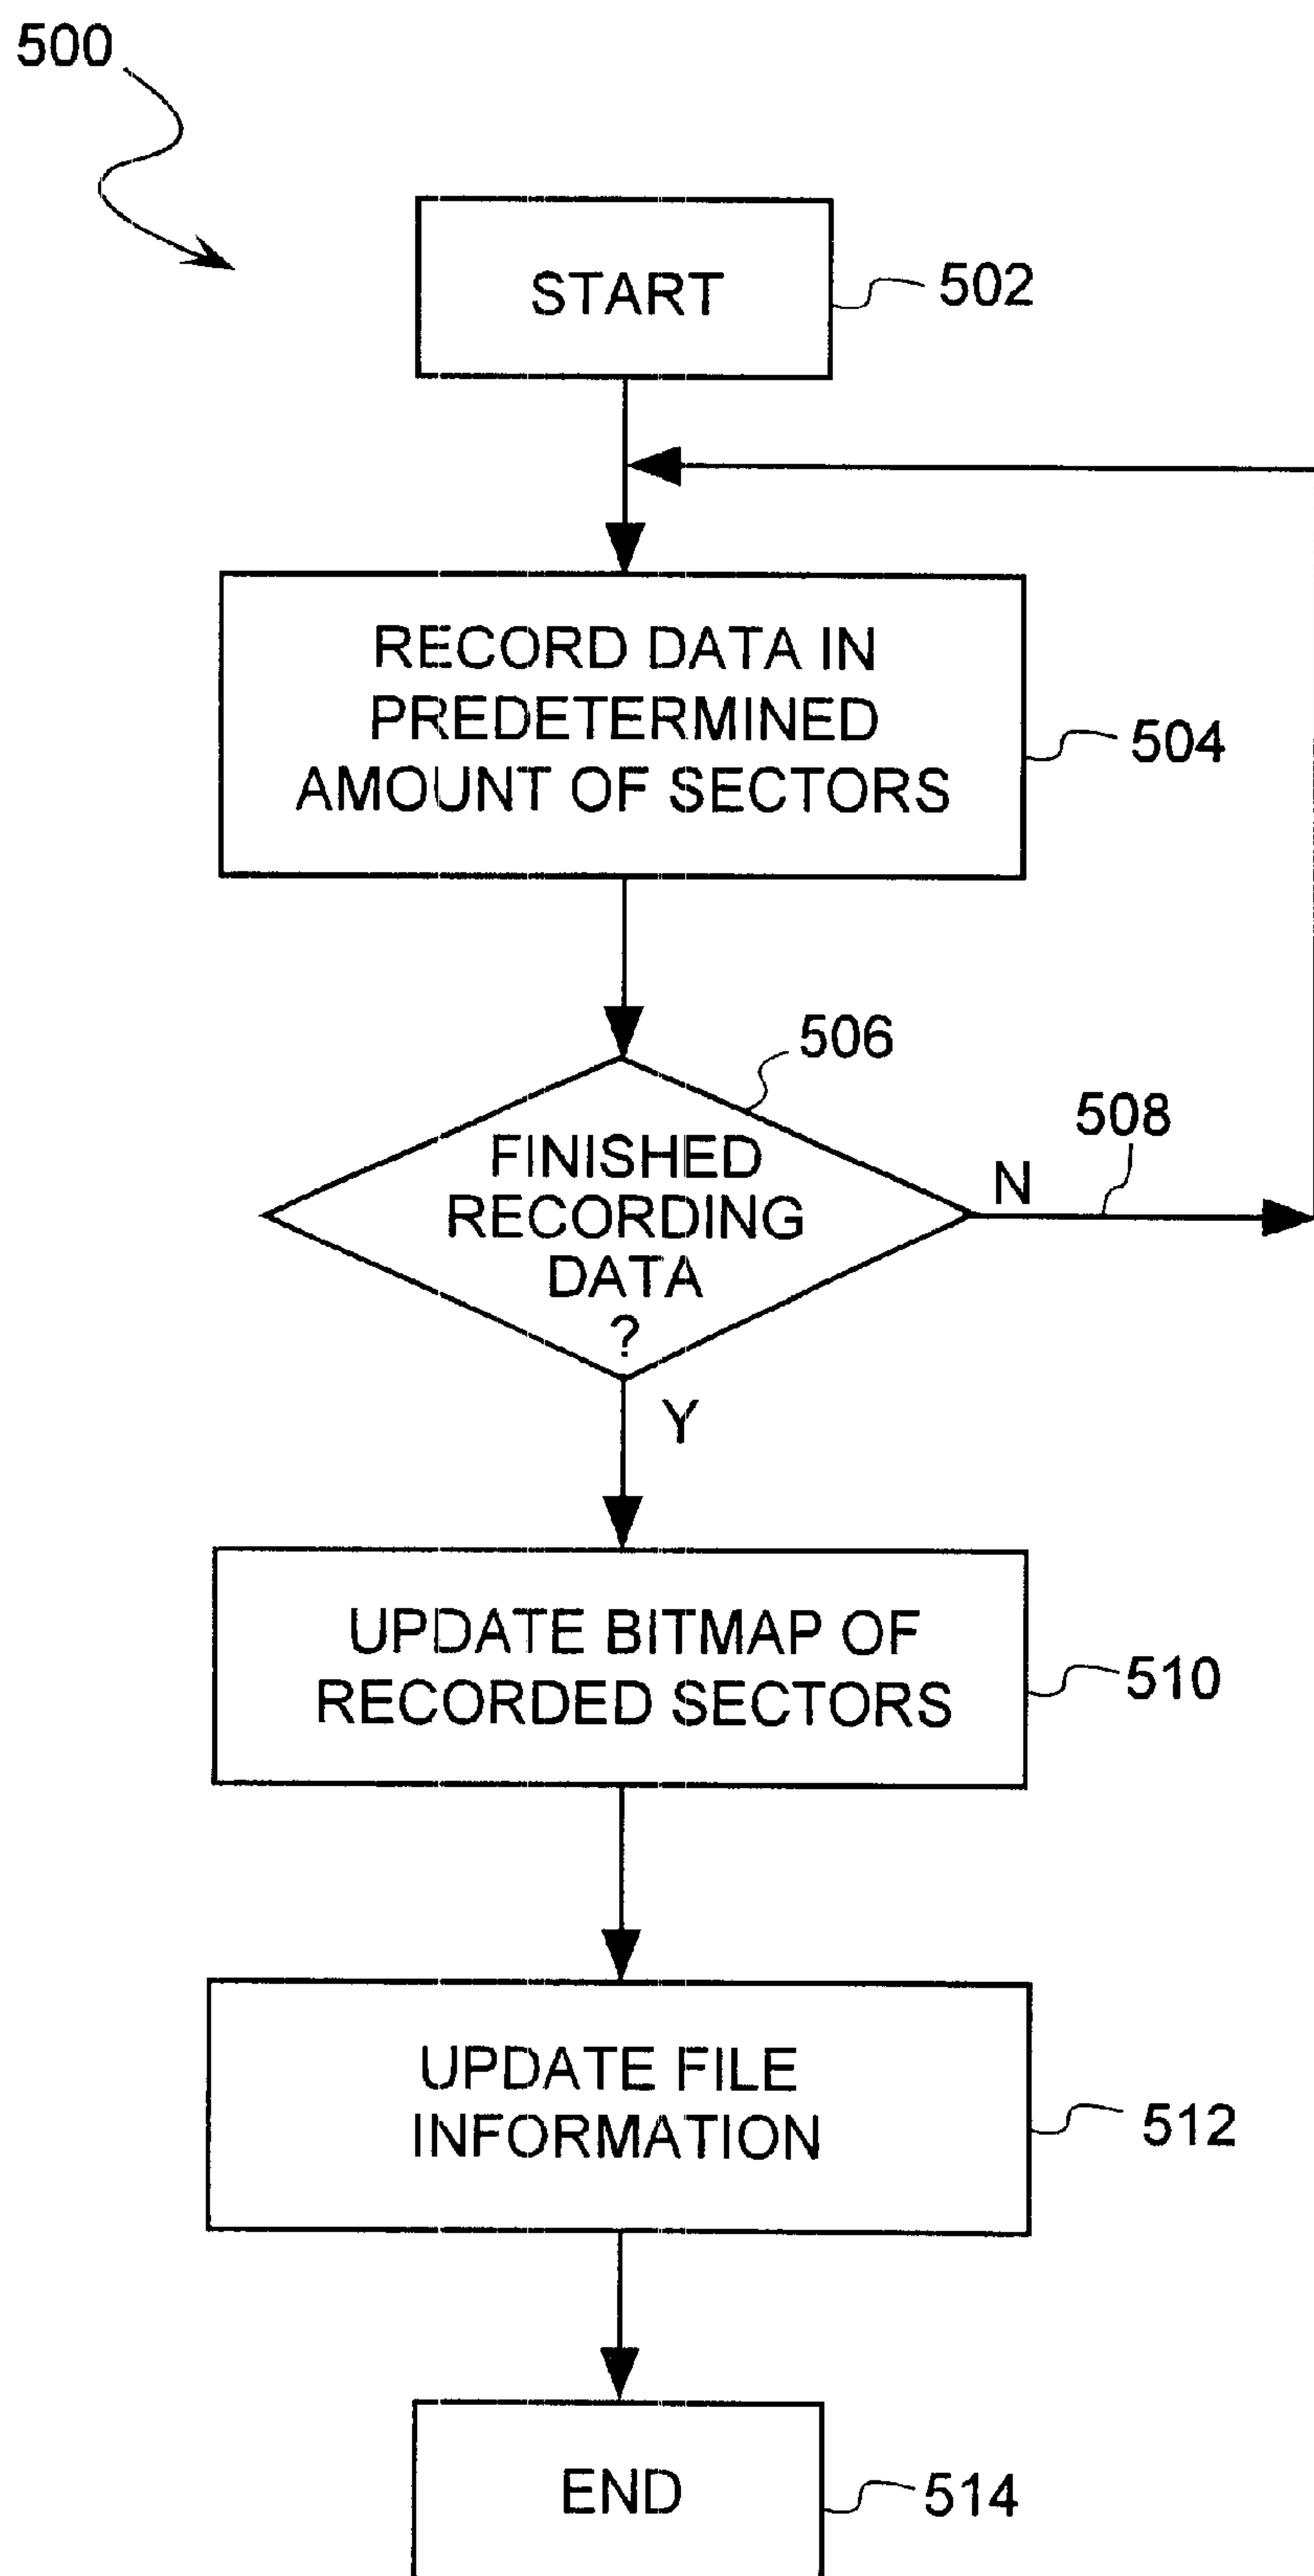 500
START
502
RECORD DATA IN
PREDETERMINED
AMOUNT OF SECTORS
504
506
FINISHED
RECORDING
DATA
?
508
N
Y
UPDATE BITMAP OF
RECORDED SECTORS
510
UPDATE FILE
INFORMATION
512
END
514